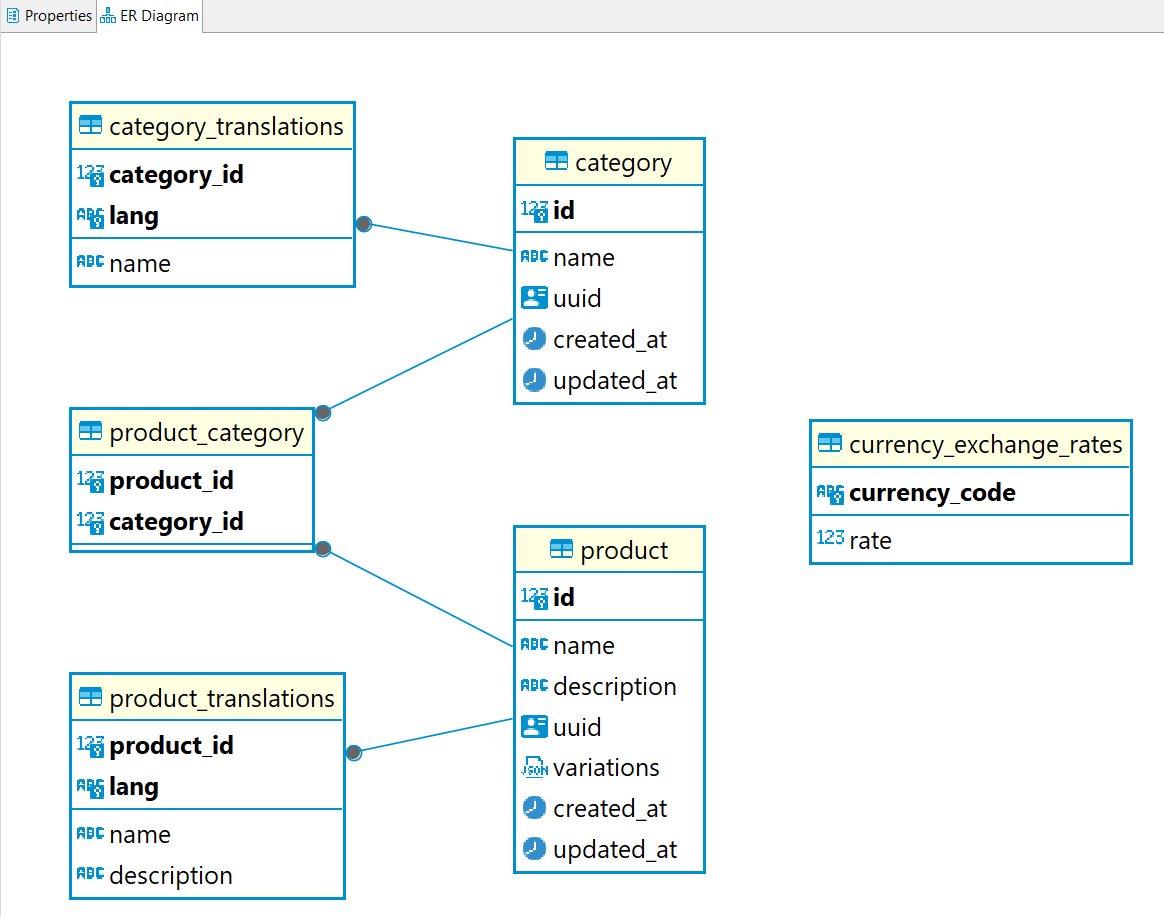 Properties
ER Diagram
category_translations
category_id
lang
name
category
id
name
uuid
created_at
updated_at
product_category
product_id
category_id
currency_exchange_rates
currency_code
rate
product
id
name
description
uuid
variations
created_at
updated_at
product_translations
product_id
lang
name
description